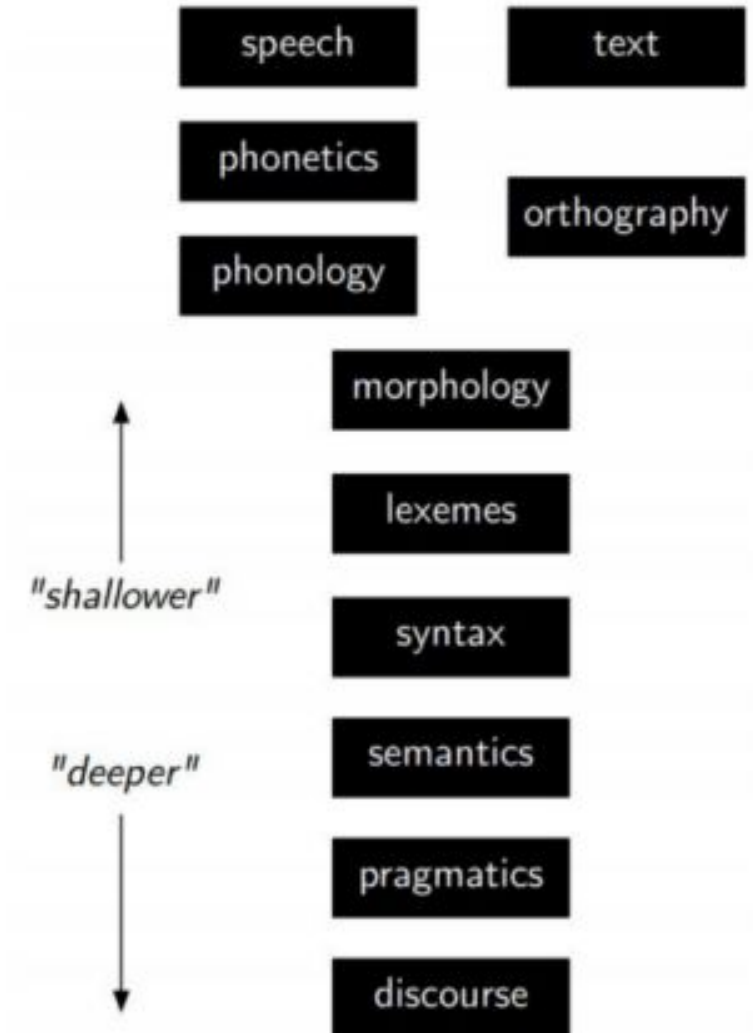 speech
text
phonetics
orthography
phonology
morphology
lexemes
"shallower"
syntax
semantics
"deeper"
pragmatics
discourse